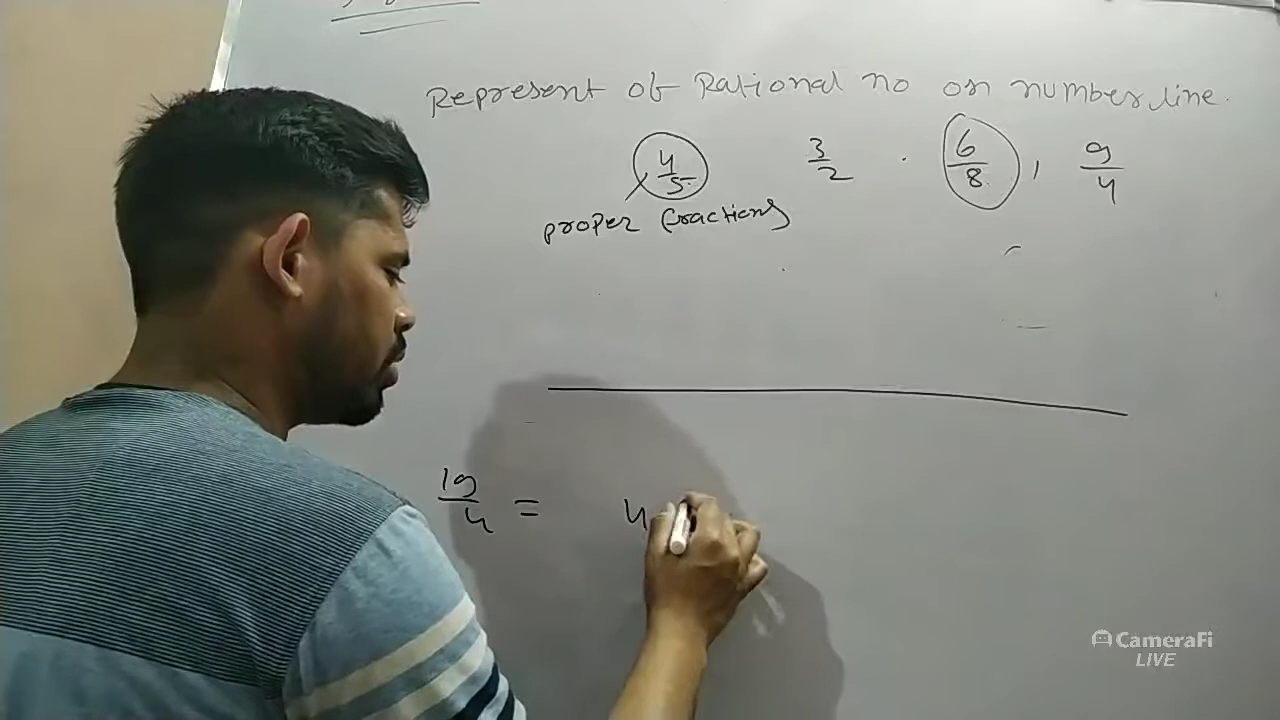 Represent of Rational no on number line.
4/5 3/2 . 6/8 , 9/4
proper fractions
19/4 = 4
CameraFi
LIVE